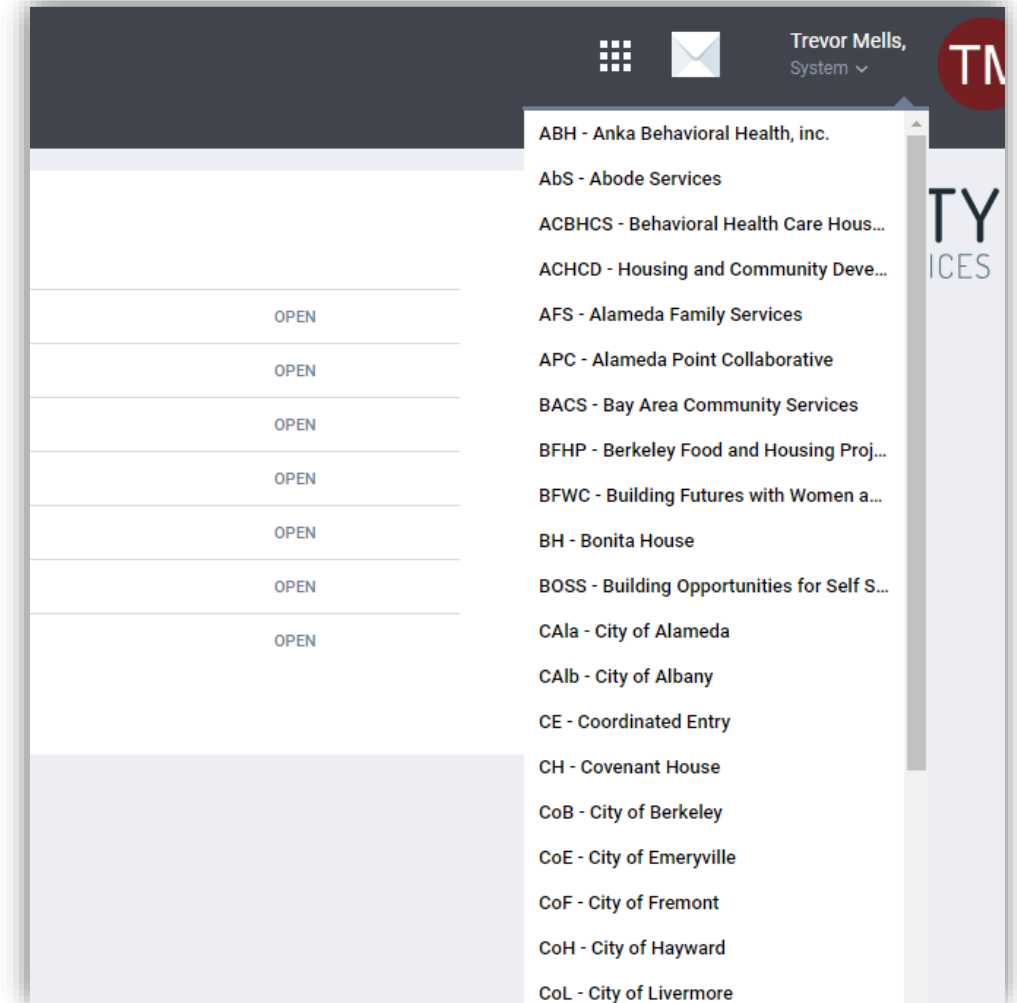 Trevor Mells,
System
TM
ABH - Anka Behavioral Health, inc.
AbS - Abode Services
ACBHCS - Behavioral Health Care Hous...
ACHCD - Housing and Community Deve...
AFS - Alameda Family Services
APC - Alameda Point Collaborative
BACS - Bay Area Community Services
BFHP - Berkeley Food and Housing Proj...
BFWC - Building Futures with Women a...
BH - Bonita House
BOSS - Building Opportunities for Self S...
CAla - City of Alameda
CAlb - City of Albany
CE - Coordinated Entry
CH - Covenant House
CoB - City of Berkeley
CoE - City of Emeryville
CoF - City of Fremont
CoH - City of Hayward
CoL - City of Livermore
TY
ICES
OPEN
OPEN
OPEN
OPEN
OPEN
OPEN
OPEN